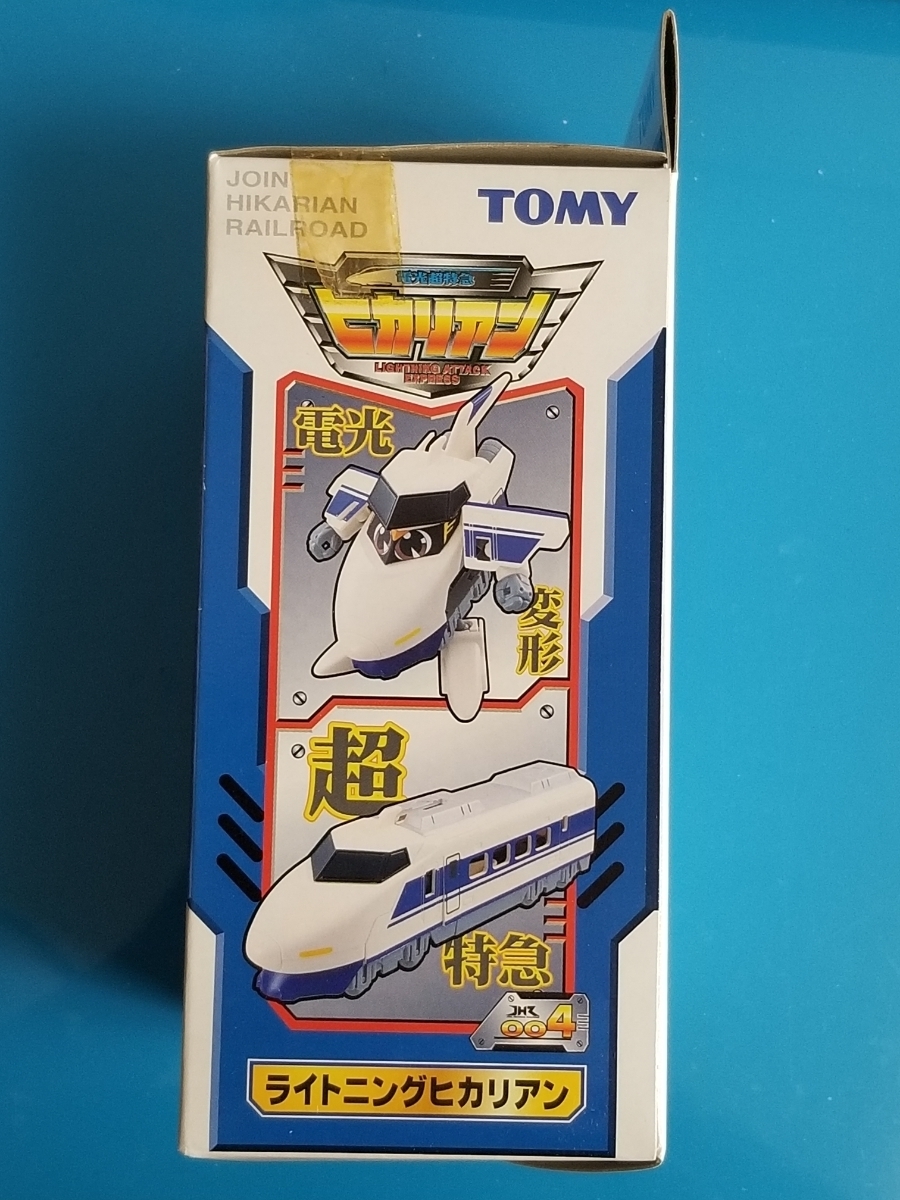 JOIN
HIKARIAN
RAILROAD
TOMY
電光超特急
ヒカリアン
LIGHTNING ATTACK
EXPRESS
電光
変形
超
特急
JHR
004
ライトニングヒカリアン